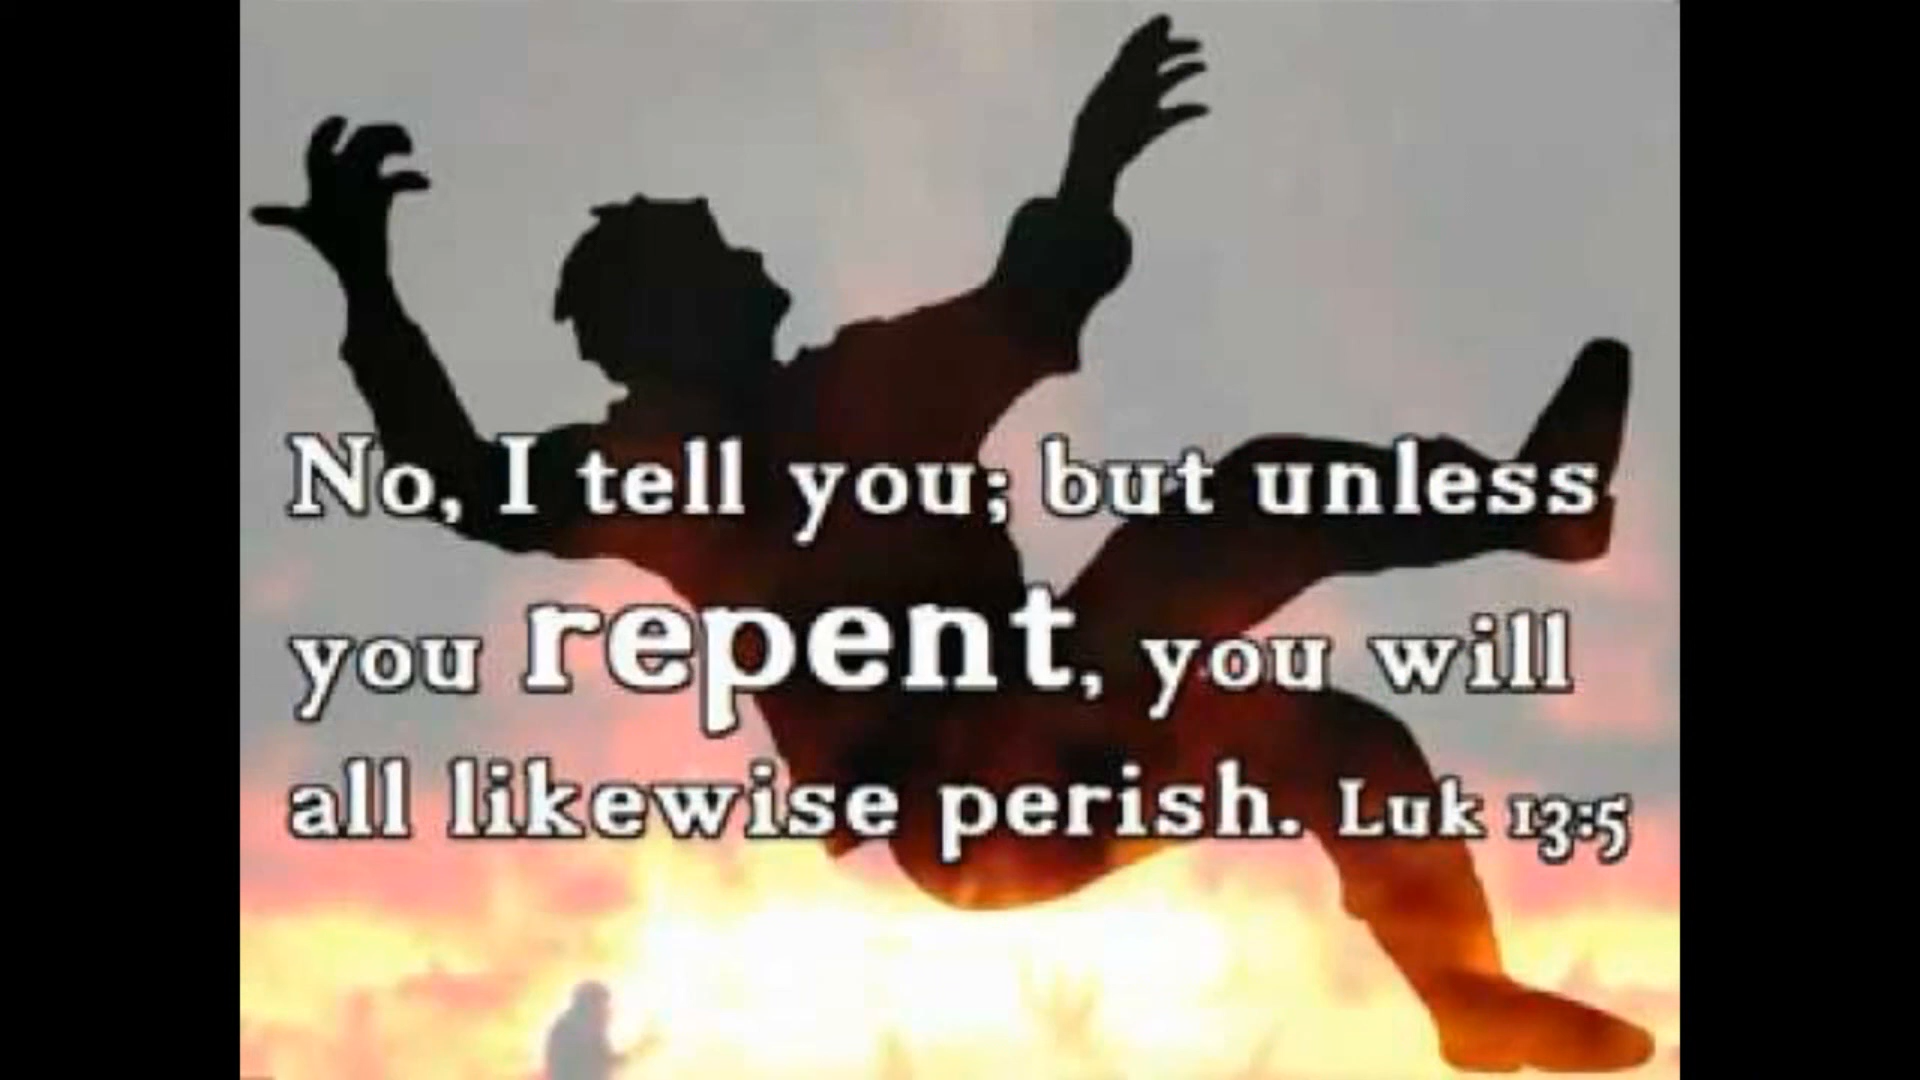 No, I tell you; but unless
you repent, you will
all likewise perish. Luk 13:5